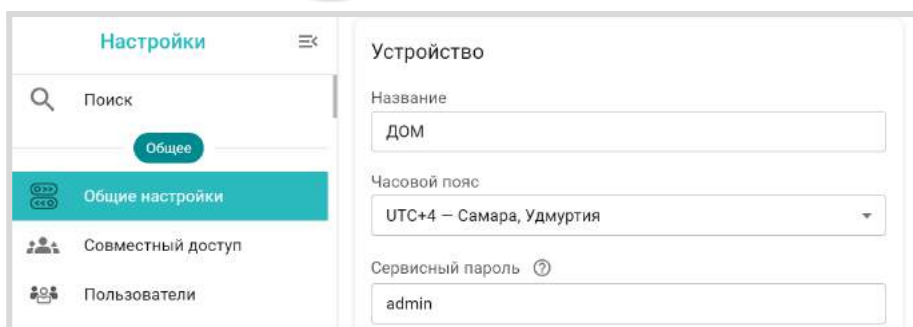 Настройки
Поиск
Общее
Общие настройки
Совместный доступ
Пользователи
Устройство
Название
ДОМ
Часовой пояс
UTC+4 — Самара, Удмуртия
Сервисный пароль
admin